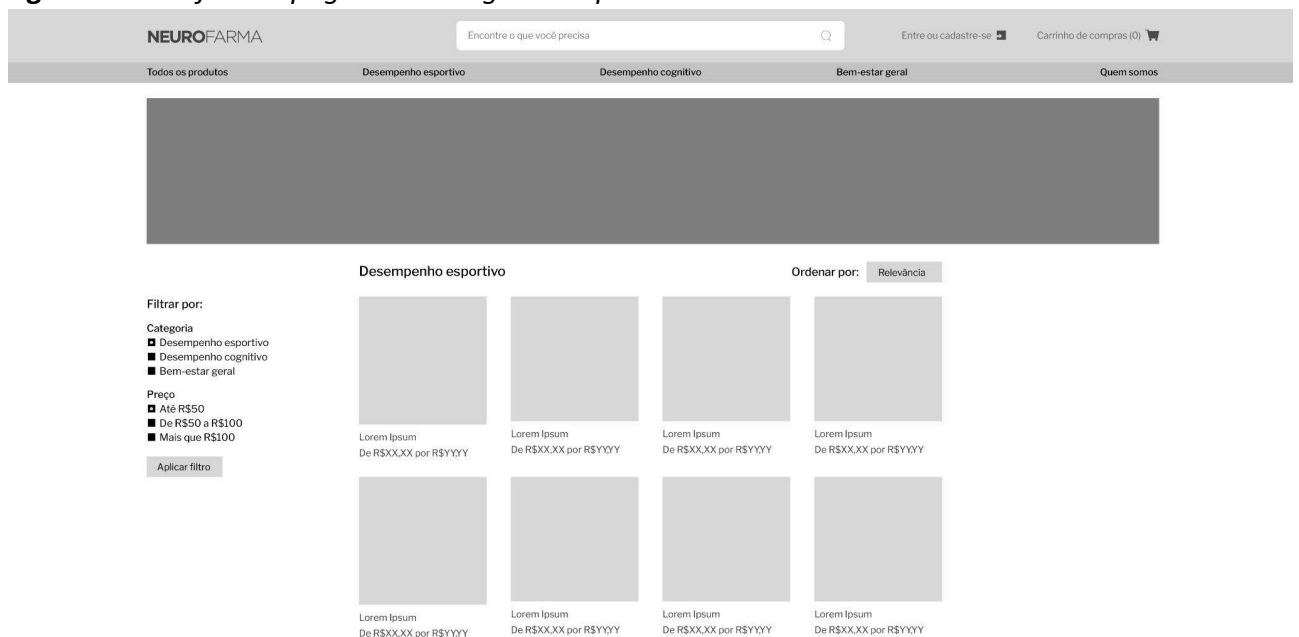 NEUROFARMA
Encontre o que você precisa
Entre ou cadastre-se
Carrinho de compras (0)
Todos os produtos
Desempenho esportivo
Desempenho cognitivo
Bem-estar geral
Quem somos
Desempenho esportivo
Ordenar por:
Relevância
Filtrar por:
Categoria
Desempenho esportivo
Desempenho cognitivo
Bem-estar geral
Preço
Até R$50
De R$50 a R$100
Mais que R$100
Aplicar filtro
Lorem Ipsum
De R$XX,XX por R$YY,YY
Lorem Ipsum
De R$XX,XX por R$YY,YY
Lorem Ipsum
De R$XX,XX por R$YY,YY
Lorem Ipsum
De R$XX,XX por R$YY,YY
Lorem Ipsum
De R$XX,XX por R$YY,YY
Lorem Ipsum
De R$XX,XX por R$YY,YY
Lorem Ipsum
De R$XX,XX por R$YY,YY
Lorem Ipsum
De R$XX,XX por R$YY,YY